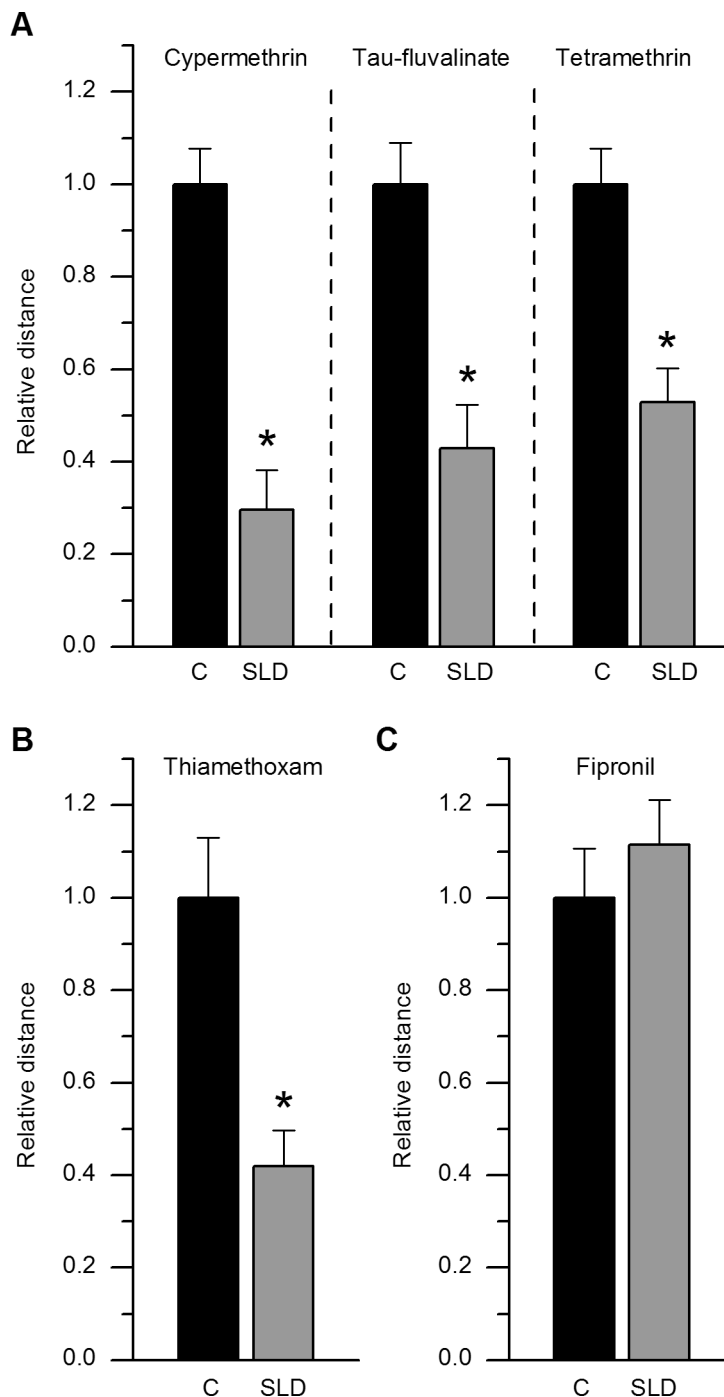 A
Cypermethrin Tau-fluvalinate Tetramethrin
1.2
1.0
0.8
0.6
0.4
0.2
0.0
Relative distance
*
*
*
C SLD C SLD C SLD
B
Thiamethoxam
1.2
1.0
0.8
0.6
0.4
0.2
0.0
Relative distance
*
C SLD
C
Fipronil
1.2
1.0
0.8
0.6
0.4
0.2
0.0
Relative distance
C SLD